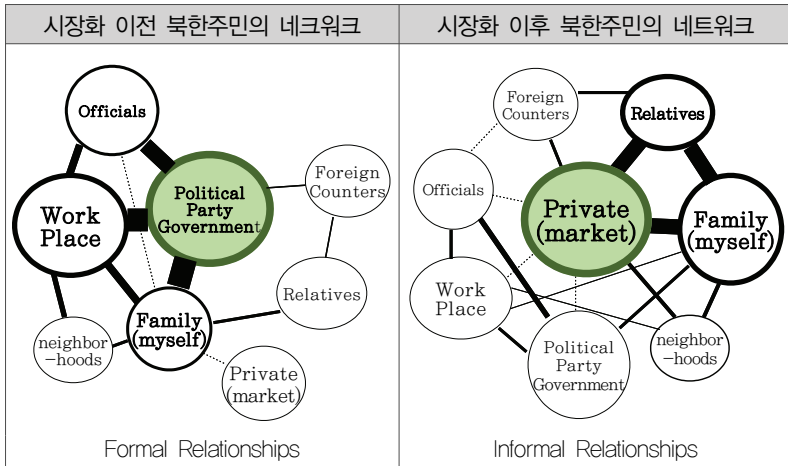 시장화 이전 북한주민의 네크워크
시장화 이후 북한주민의 네트워크
Officials
Political
Party
Government
Foreign
Counters
Work
Place
Relatives
Family
(myself)
neighbor
-hoods
Private
(market)
Formal Relationships
Foreign
Counters
Relatives
Officials
Private
(market)
Family
(myself)
Work
Place
Political
Party
Government
neighbor
-hoods
Informal Relationships